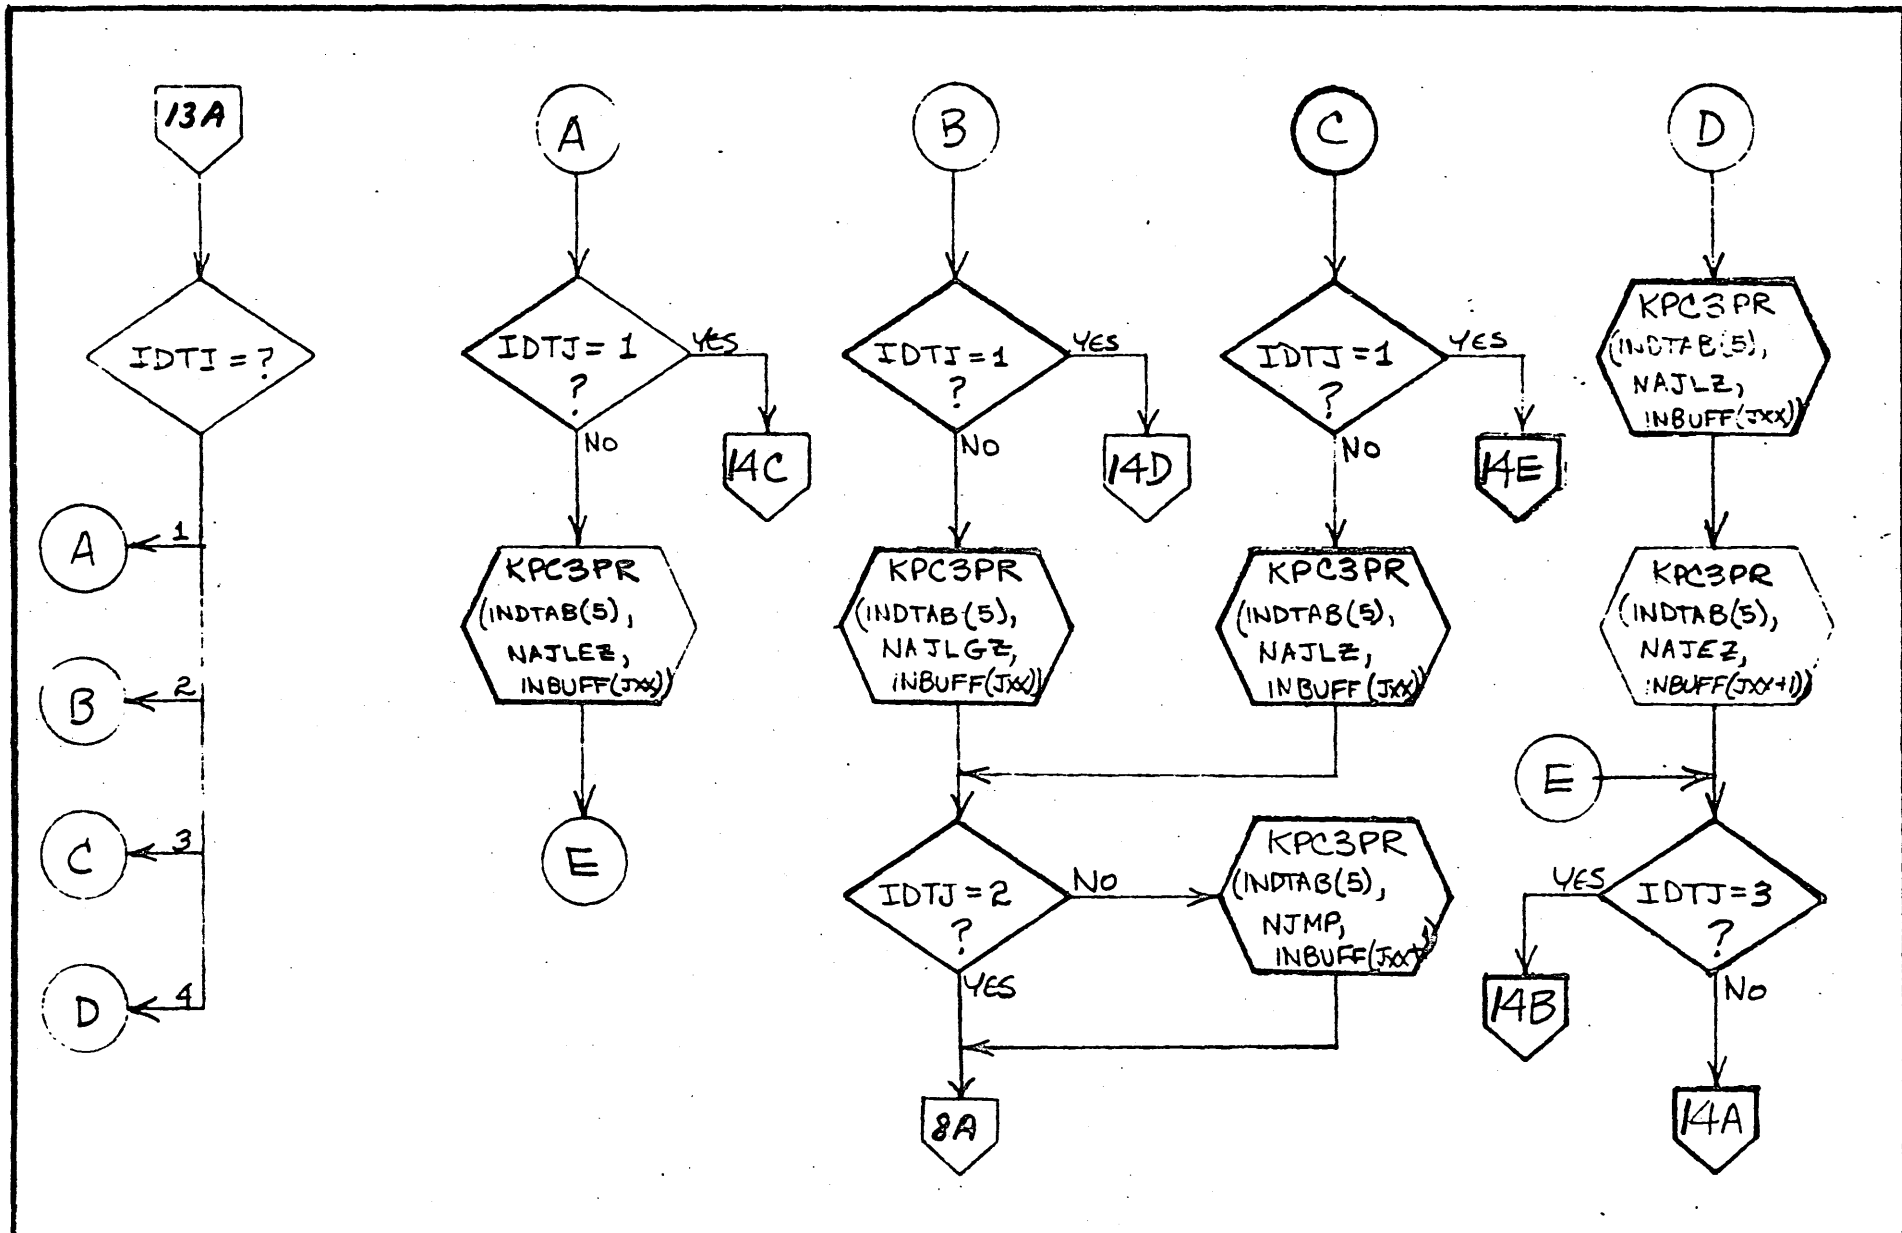 13A
IDTI = ?
1
A
2
B
3
C
4
D
A
IDTJ = 1
?
YES
NO
14C
KPC3PR
(INDTAB(5),
NAJLEZ,
INBUFF(JXX))
E
B
IDTJ = 1
?
YES
NO
14D
KPC3PR
(INDTAB(5),
NAJLGZ,
INBUFF(JXX))
IDTJ = 2
?
NO
YES
8A
C
IDTJ = 1
?
YES
NO
14E
KPC3PR
(INDTAB(5),
NAJLZ,
INBUFF(JXX))
KPC3PR
(INDTAB(5),
NJMP,
D
KPC3PR
(INDTAB(5),
NAJLZ,
INBUFF(JXX))
KPC3PR
(INDTAB(5),
NAJEZ,
INBUFF(JXX+1))
E
IDTJ = 3
?
YES
NO
14B
14A